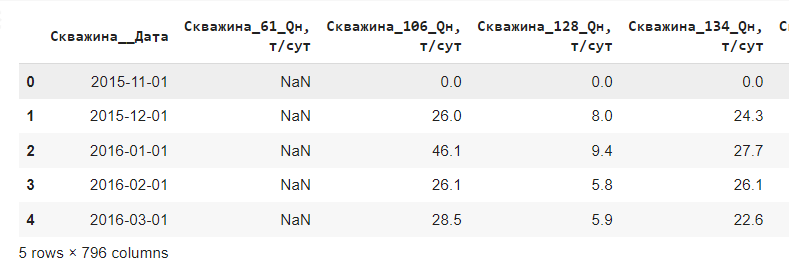 Скважина__Дата Скважина_61_Qн, Скважина_106_Qн, Скважина_128_Qн, Скважина_134_Qн,
т/сут т/сут т/сут т/сут
0 2015-11-01 NaN 0.0 0.0 0.0
1 2015-12-01 NaN 26.0 8.0 24.3
2 2016-01-01 NaN 46.1 9.4 27.7
3 2016-02-01 NaN 26.1 5.8 26.1
4 2016-03-01 NaN 28.5 5.9 22.6
5 rows × 796 columns